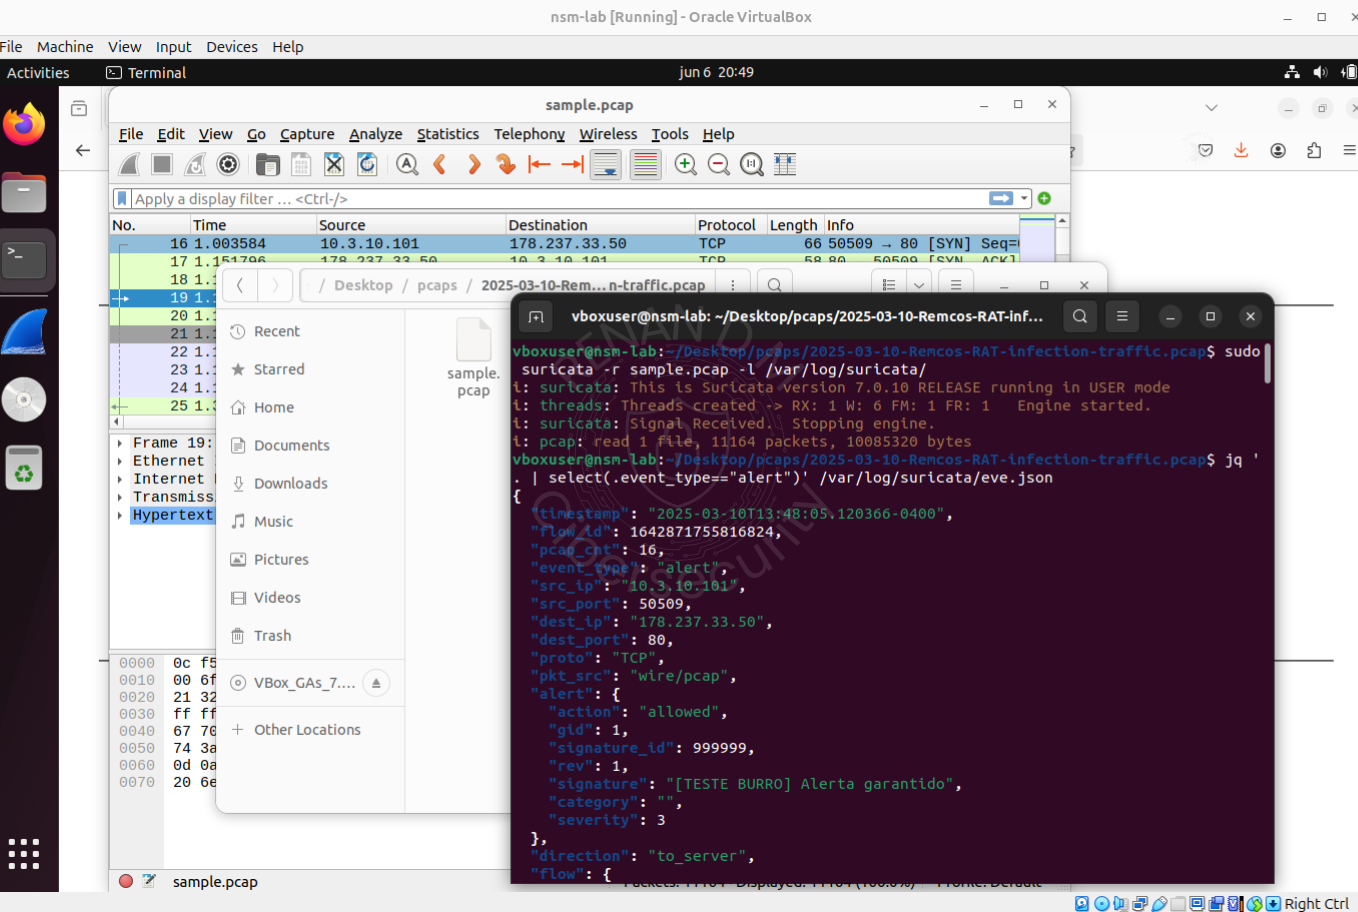 nsm-lab [Running] - Oracle VirtualBox
File Machine View Input Devices Help
Activities Terminal jun 6 20:49
sample.pcap
File Edit View Go Capture Analyze Statistics Telephony Wireless Tools Help
Apply a display filter … <Ctrl-/>
No. Time Source Destination Protocol Length Info
16 1.003584 10.3.10.101 178.237.33.50 TCP 66 50509 → 80 [SYN] Seq=
17 1.151796 178.237.33.50 10.3.10.101 TCP 58 80 50509 [SYN, ACK]
18 1.1
19 1.
20 1.1
21 1.1
22 1.1
23 1.1
24 1.1
25 1.3
Frame 19:
Ethernet
Internet
Transmiss
Hypertext
0000 0c f5
0010 00 6f
0020 21 32
0030 ff ff
0040 67 70
0050 74 3a
0060 0d 0a
0070 20 6e
sample.pcap
Packets: 11164 Displayed: 11164 (100.0%) Profile: Default
/ Desktop / pcaps / 2025-03-10-Rem…n-traffic.pcap
Recent
Starred
Home
Documents
Downloads
Music
Pictures
Videos
Trash
VBox_GAs_7.…
Other Locations
sample.
pcap
vboxuser@nsm-lab: ~/Desktop/pcaps/2025-03-10-Remcos-RAT-inf...
vboxuser@nsm-lab:~/Desktop/pcaps/2025-03-10-Remcos-RAT-infection-traffic.pcap$ sudo
suricata -r sample.pcap -l /var/log/suricata/
i: suricata: This is Suricata version 7.0.10 RELEASE running in USER mode
i: threads: Threads created -> RX: 1 W: 6 FM: 1 FR: 1 Engine started.
i: suricata: Signal Received. Stopping engine.
i: pcap: read 1 file, 11164 packets, 10085320 bytes
vboxuser@nsm-lab:~/Desktop/pcaps/2025-03-10-Remcos-RAT-infection-traffic.pcap$ jq '
. | select(.event_type=="alert")' /var/log/suricata/eve.json
{
"timestamp": "2025-03-10T13:48:05.120366-0400",
"flow_id": 1642871755816824,
"pcap_cnt": 16,
"event_type": "alert",
"src_ip": "10.3.10.101",
"src_port": 50509,
"dest_ip": "178.237.33.50",
"dest_port": 80,
"proto": "TCP",
"pkt_src": "wire/pcap",
"alert": {
"action": "allowed",
"gid": 1,
"signature_id": 999999,
"rev": 1,
"signature": "[TESTE BURRO] Alerta garantido",
"category": "",
"severity": 3
},
"direction": "to_server",
"flow": {
Right Ctrl